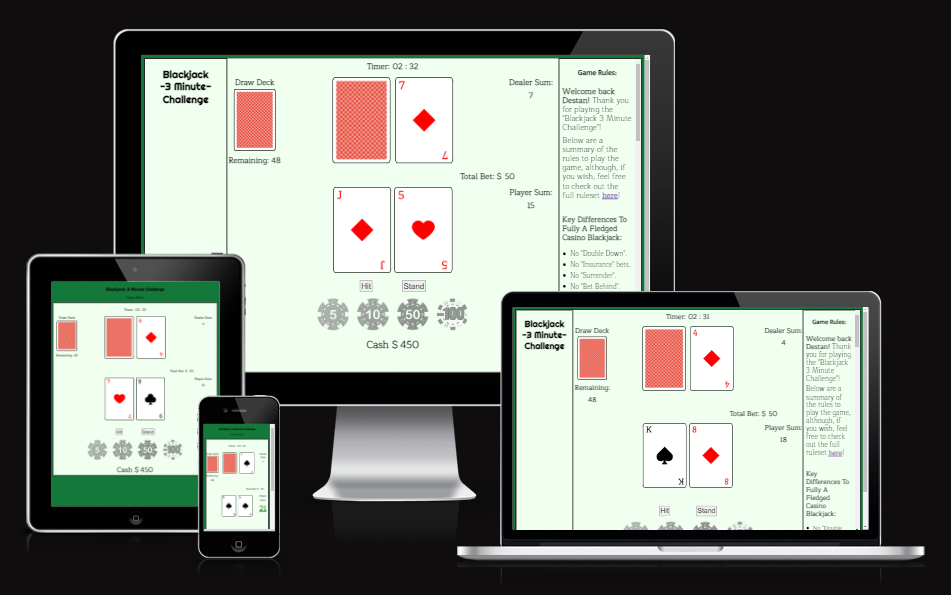 Blackjack
-3 Minute-
Challenge
Timer: 02 : 32
Draw Deck
Remaining: 48
7
7
Dealer Sum:
7
Total Bet: $ 50
J
J
5
5
Player Sum:
15
Hit
Stand
5
10
50
100
Cash $ 450
Game Rules:
Welcome back
Destan! Thank you
for playing the
"Blackjack 3 Minute
Challenge"!
Below are a
summary of the
rules to play the
game, although, if
you wish, feel free
to check out the
full ruleset here!
Key Differences To
Fully A Fledged
Casino Blackjack:
• No "Double Down".
• No "Insurance" bets.
• No "Surrender".
• No "Bet Behind".
Blackjack -3 Minute- Challenge
Draw Deck
Remaining: 48
Dealer Sum:
Player Sum:
7
Hit
Stand
5
10
50
100
Cash $ 450
21
Blackjack
-3 Minute-
Challenge
Timer: 02 : 31
Draw Deck
Remaining:
48
4
4
Dealer Sum:
4
Total Bet: $ 50
K
K
8
8
Player Sum:
18
Hit
Stand
Game Rules:
Welcome back
Destan! Thank
you for playing
the "Blackjack
3 Minute
Challenge"!
Below are a
summary of
the rules to
play the game,
although, if
you wish, feel
free to check
out the full
ruleset here!
Key
Differences To
Fully A
Fledged
Casino
Blackjack:
• No "Double